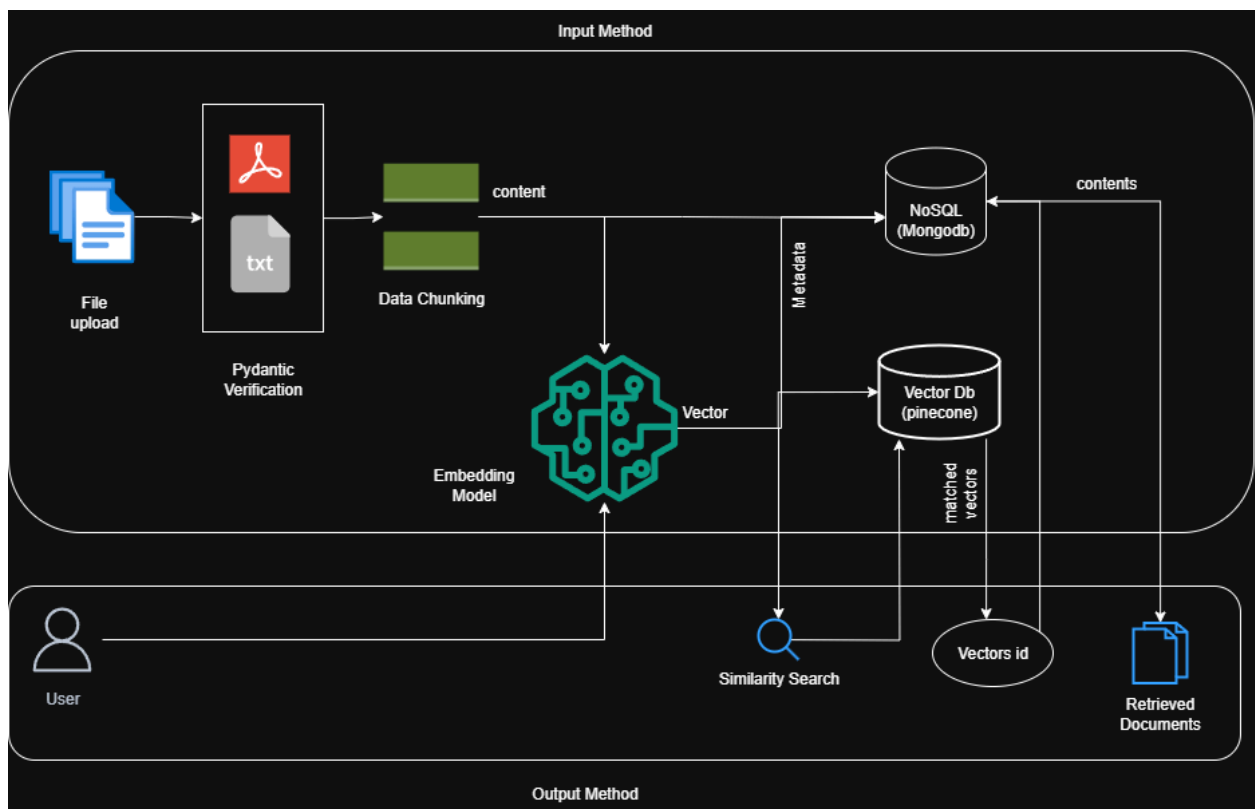 Input Method
txt
File
upload
Pydantic
Verification
content
Data Chunking
NoSQL
(Mongodb)
contents
Metadata
Embedding
Model
Vector
Vector Db
(pinecone)
matched
vectors
User
Similarity Search
Vectors id
Retrieved
Documents
Output Method